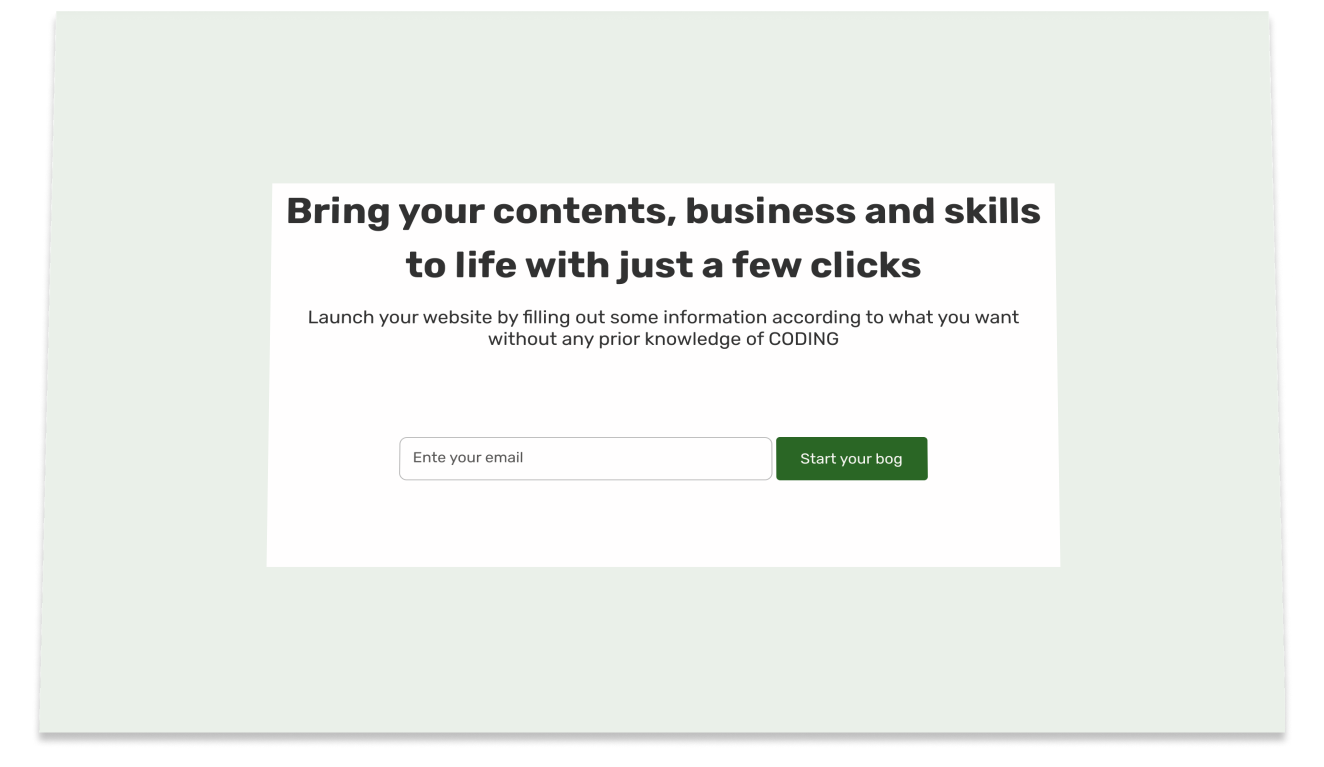 Bring your contents, business and skills
to life with just a few clicks
Launch your website by filling out some information according to what you want
without any prior knowledge of CODING
Ente your email
Start your bog